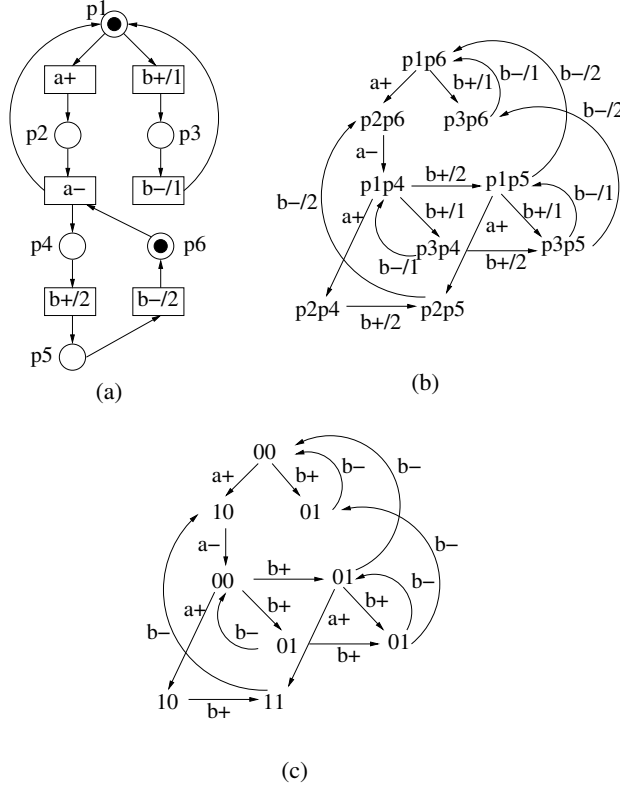 p1
a+ b+/1
p2 p3
a− b−/1
p4 p6
b+/2 b−/2
p5
(a)
p1p6
a+ b+/1 b−/1 b−/2
b−/2
p2p6 p3p6
a−
p1p4 b+/2 p1p5
b−/2 a+ b+/1 b+/1 b−/1
a+
p3p4 p3p5
b−/1 b+/2
p2p4 p2p5
b+/2
(b)
00
a+ b+ b− b−
10 01
a− b−
00 b+ 01
a+ b+ b+ b−
a+
b− b− 01 01
b+
10 11
b+
(c)